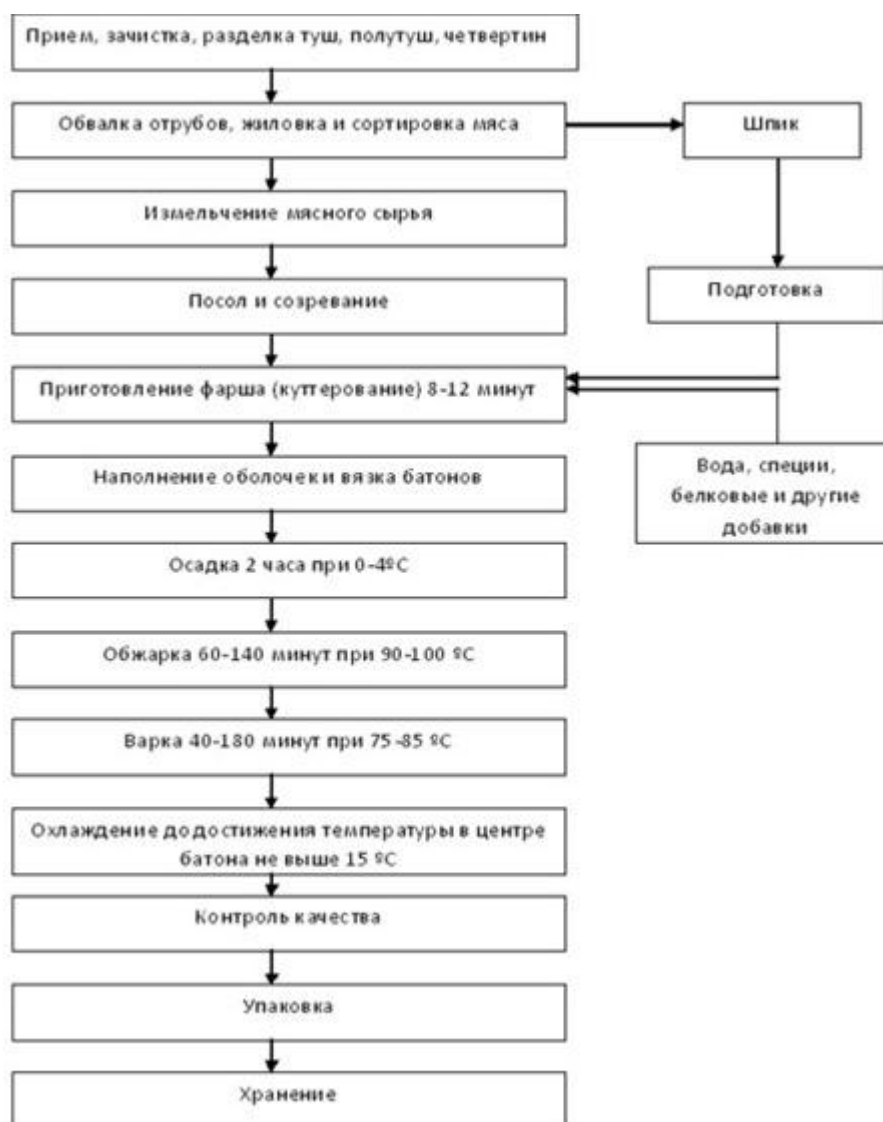 Прием, зачистка, разделка туш, полутуш, четвертин
Обвалка отрубов, жиловка и сортировка мяса
Шпик
Измельчение мясного сырья
Подготовка
Посол и созревание
Приготовление фарша (куттерование) 8-12 минут
Вода, специи,
белковые и другие
добавки
Наполнение оболочек и вязка батонов
Осадка 2 часа при 0-4ºС
Обжарка 60-140 минут при 90-100 ºС
Варка 40-180 минут при 75-85 ºС
Охлаждение до достижения температуры в центре
батона не выше 15 ºС
Контроль качества
Упаковка
Хранение